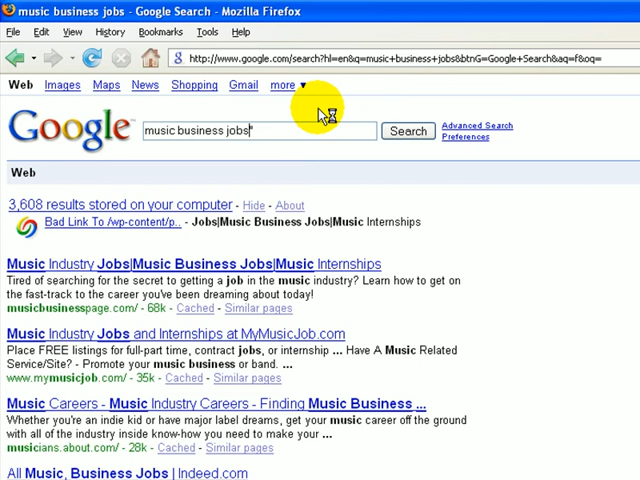 music business jobs - Google Search - Mozilla Firefox
File Edit View History Bookmarks Tools Help
http://www.google.com/search?hl=en&q=music+business+jobs&btnG=Google+Search&aq=f&oq=
Web Images Maps News Shopping Gmail more ▼
Google™ music business jobs" Search Advanced Search
Preferences
Web
3,608 results stored on your computer - Hide - About
Bad Link To /wp-content/p.. - Jobs|Music Business Jobs|Music Internships
Music Industry Jobs|Music Business Jobs|Music Internships
Tired of searching for the secret to getting a job in the music industry? Learn how to get on
the fast-track to the career you've been dreaming about today!
musicbusinesspage.com/ - 68k - Cached - Similar pages
Music Industry Jobs and Internships at MyMusicJob.com
Place FREE listings for full-part time, contract jobs, or internship ... Have A Music Related
Service/Site? - Promote your music business or band. ...
www.mymusicjob.com/ - 35k - Cached - Similar pages
Music Careers - Music Industry Careers - Finding Music Business ...
Whether you're an indie kid or have major label dreams, get your music career off the ground
with all of the industry inside know-how you need to make your ...
musicians.about.com/ - 28k - Cached - Similar pages
All Music, Business Jobs | Indeed.com